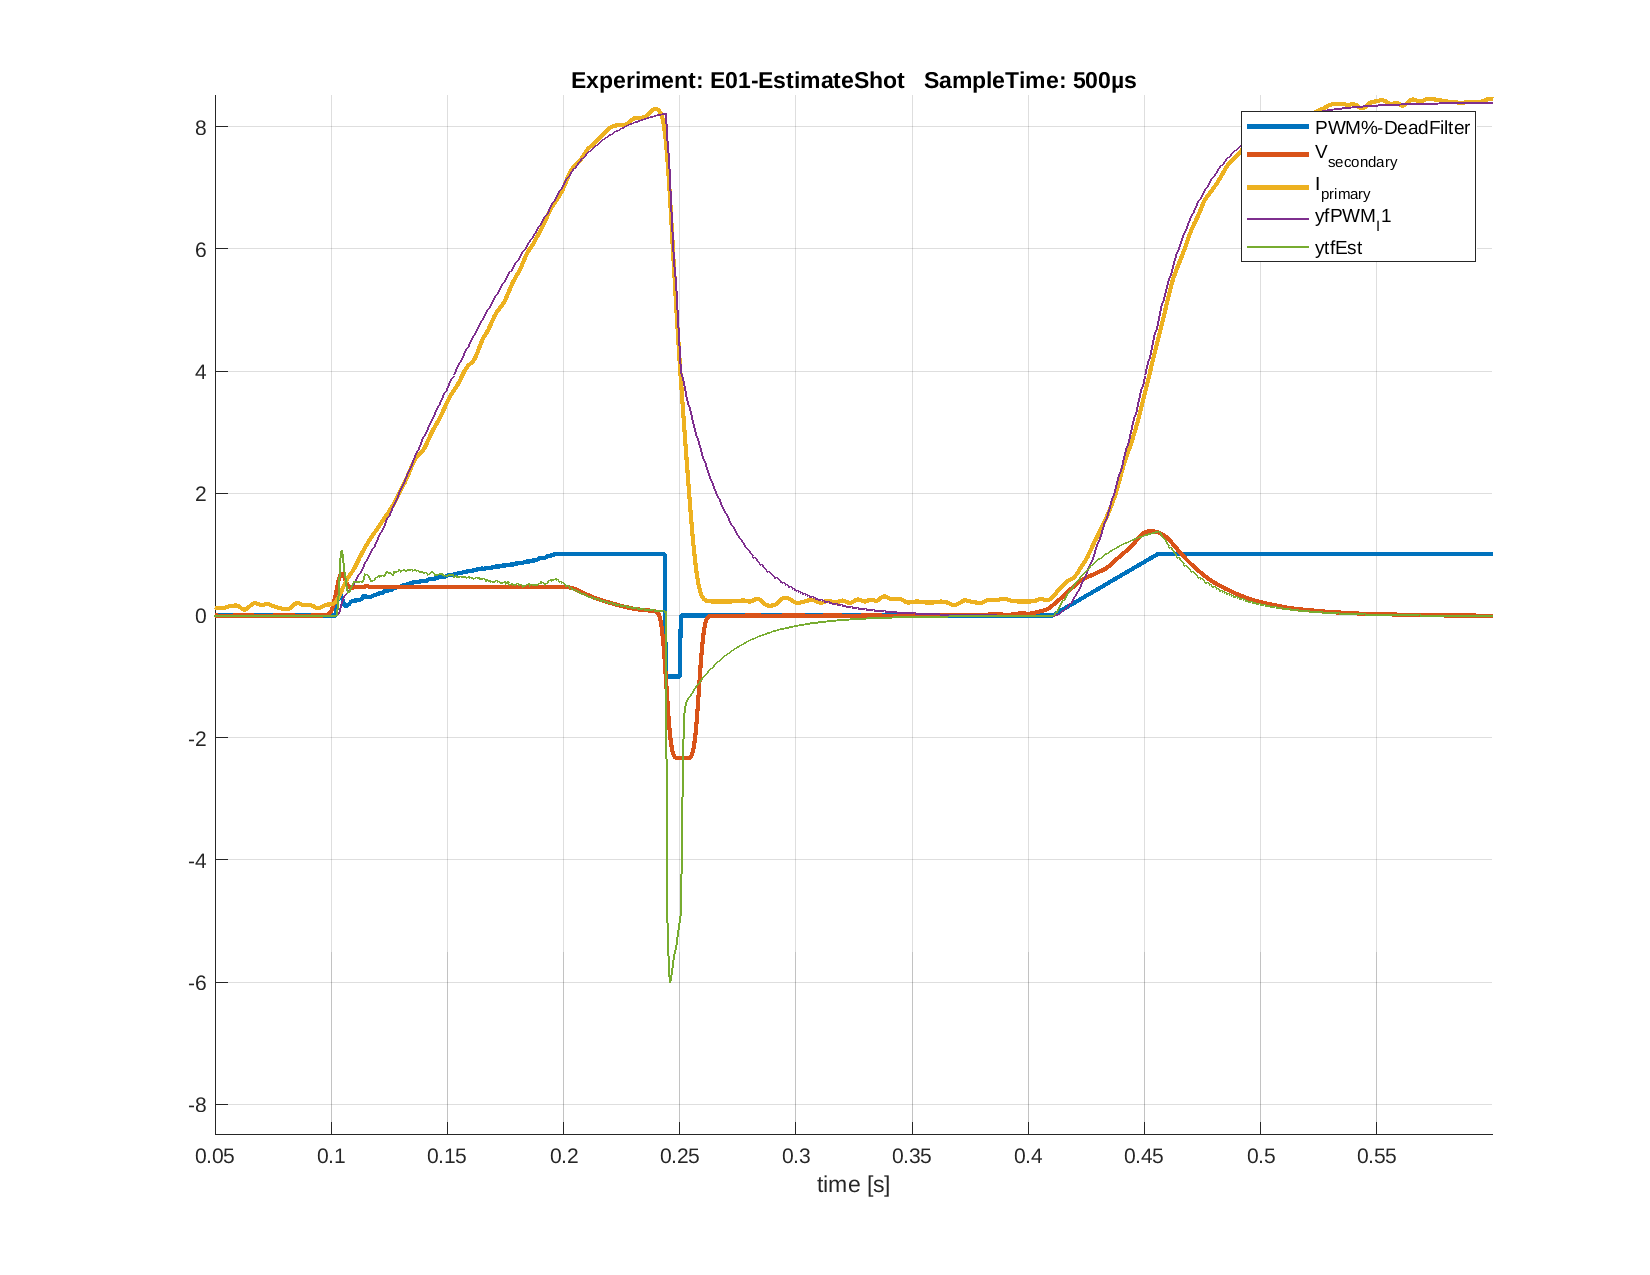 Experiment: E01-EstimateShot   SampleTime: 500µs
PWM%-DeadFilter
Vsecondary
Iprimary
yfPWMI1
ytfEst
8
6
4
2
0
-2
-4
-6
-8
0.05 0.1 0.15 0.2 0.25 0.3 0.35 0.4 0.45 0.5 0.55
time [s]